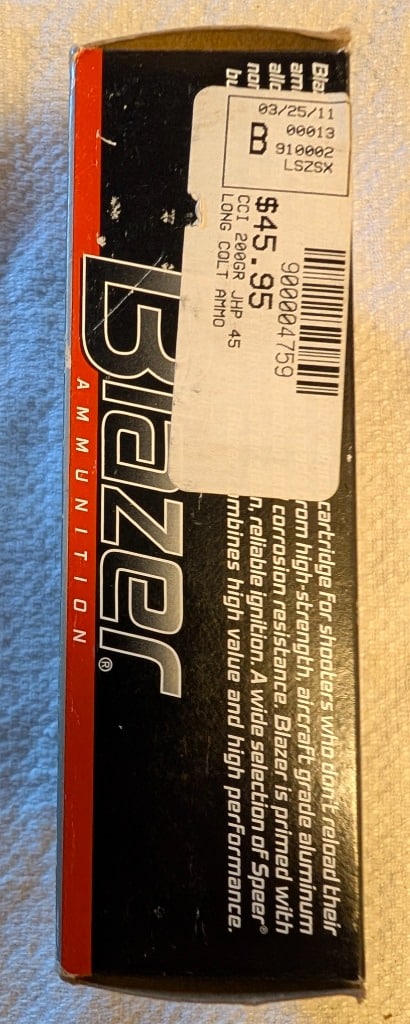 03/25/11
B
00013
910002
LSZSX
900004759
$45.95
CCI 200GR JHP 45
LONG COLT AMMO
Blazer®
AMMUNITION
cartridge for shooters who don't reload their
from high-strength, aircraft grade aluminum
corrosion resistance. Blazer is primed with
reliable ignition. A wide selection of Speer®
combines high value and high performance.